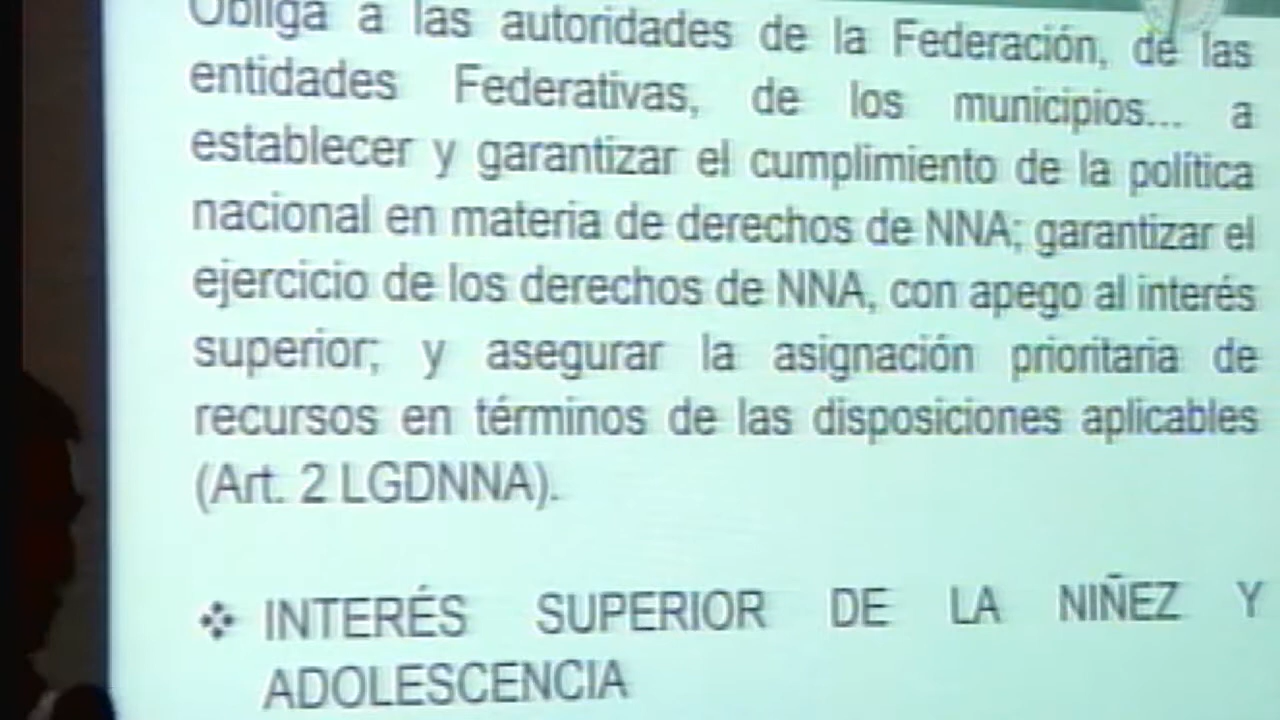 Obliga a las autoridades de la Federación, de las
entidades Federativas, de los municipios... a
establecer y garantizar el cumplimiento de la política
nacional en materia de derechos de NNA; garantizar el
ejercicio de los derechos de NNA, con apego al interés
superior; y asegurar la asignación prioritaria de
recursos en términos de las disposiciones aplicables
(Art. 2 LGDNNA).
❖ INTERÉS SUPERIOR DE LA NIÑEZ Y
ADOLESCENCIA